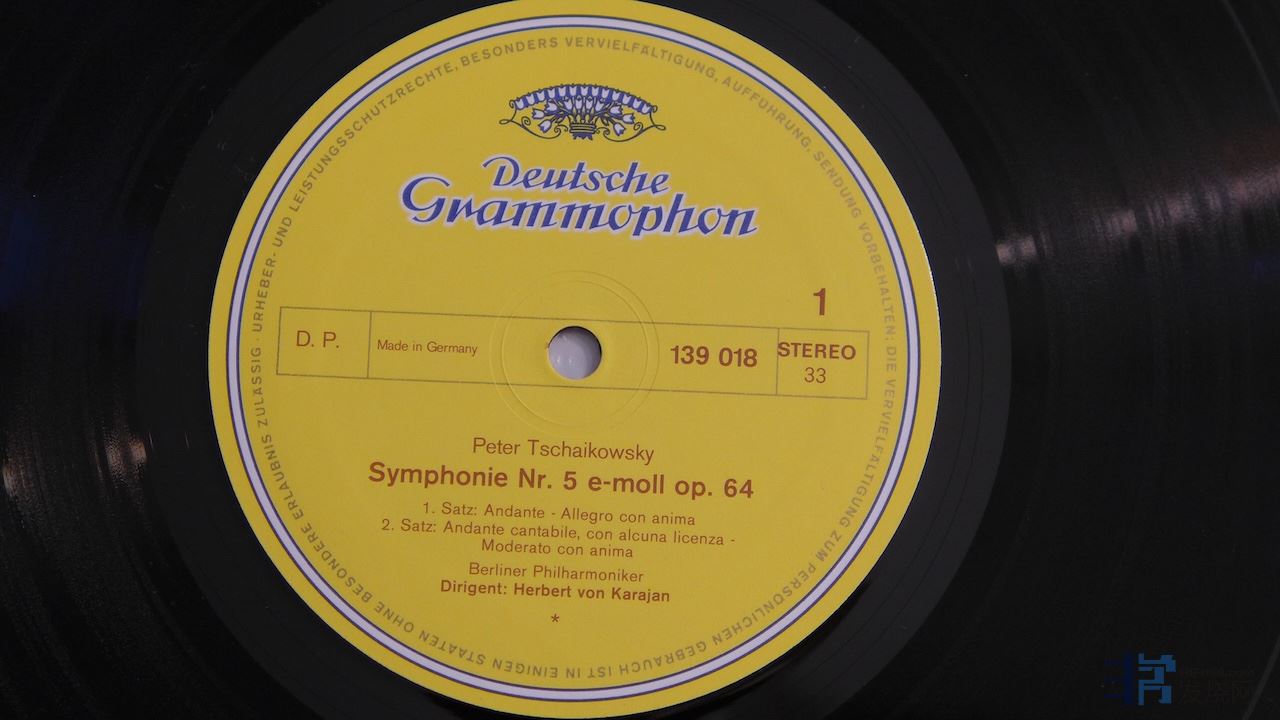 URHEBER- UND LEISTUNGSSCHUTZRECHTE, BESONDERS VERVIELFÄLTIGUNG, AUFFÜHRUNG, SENDUNG VORBEHALTEN; DIE VERVIELFÄLTIGUNG ZUM PERSÖNLICHEN GEBRAUCH IST IN EINIGEN STAATEN OHNE BESONDERE ERLAUBNIS ZULÄSSIG ·
Deutsche
Grammophon
1
D. P.
Made in Germany
139 018
STEREO
33
Peter Tschaikowsky
Symphonie Nr. 5 e-moll op. 64
1. Satz: Andante - Allegro con anima
2. Satz: Andante cantabile, con alcuna licenza -
Moderato con anima
Berliner Philharmoniker
Dirigent: Herbert von Karajan
*
发烧网